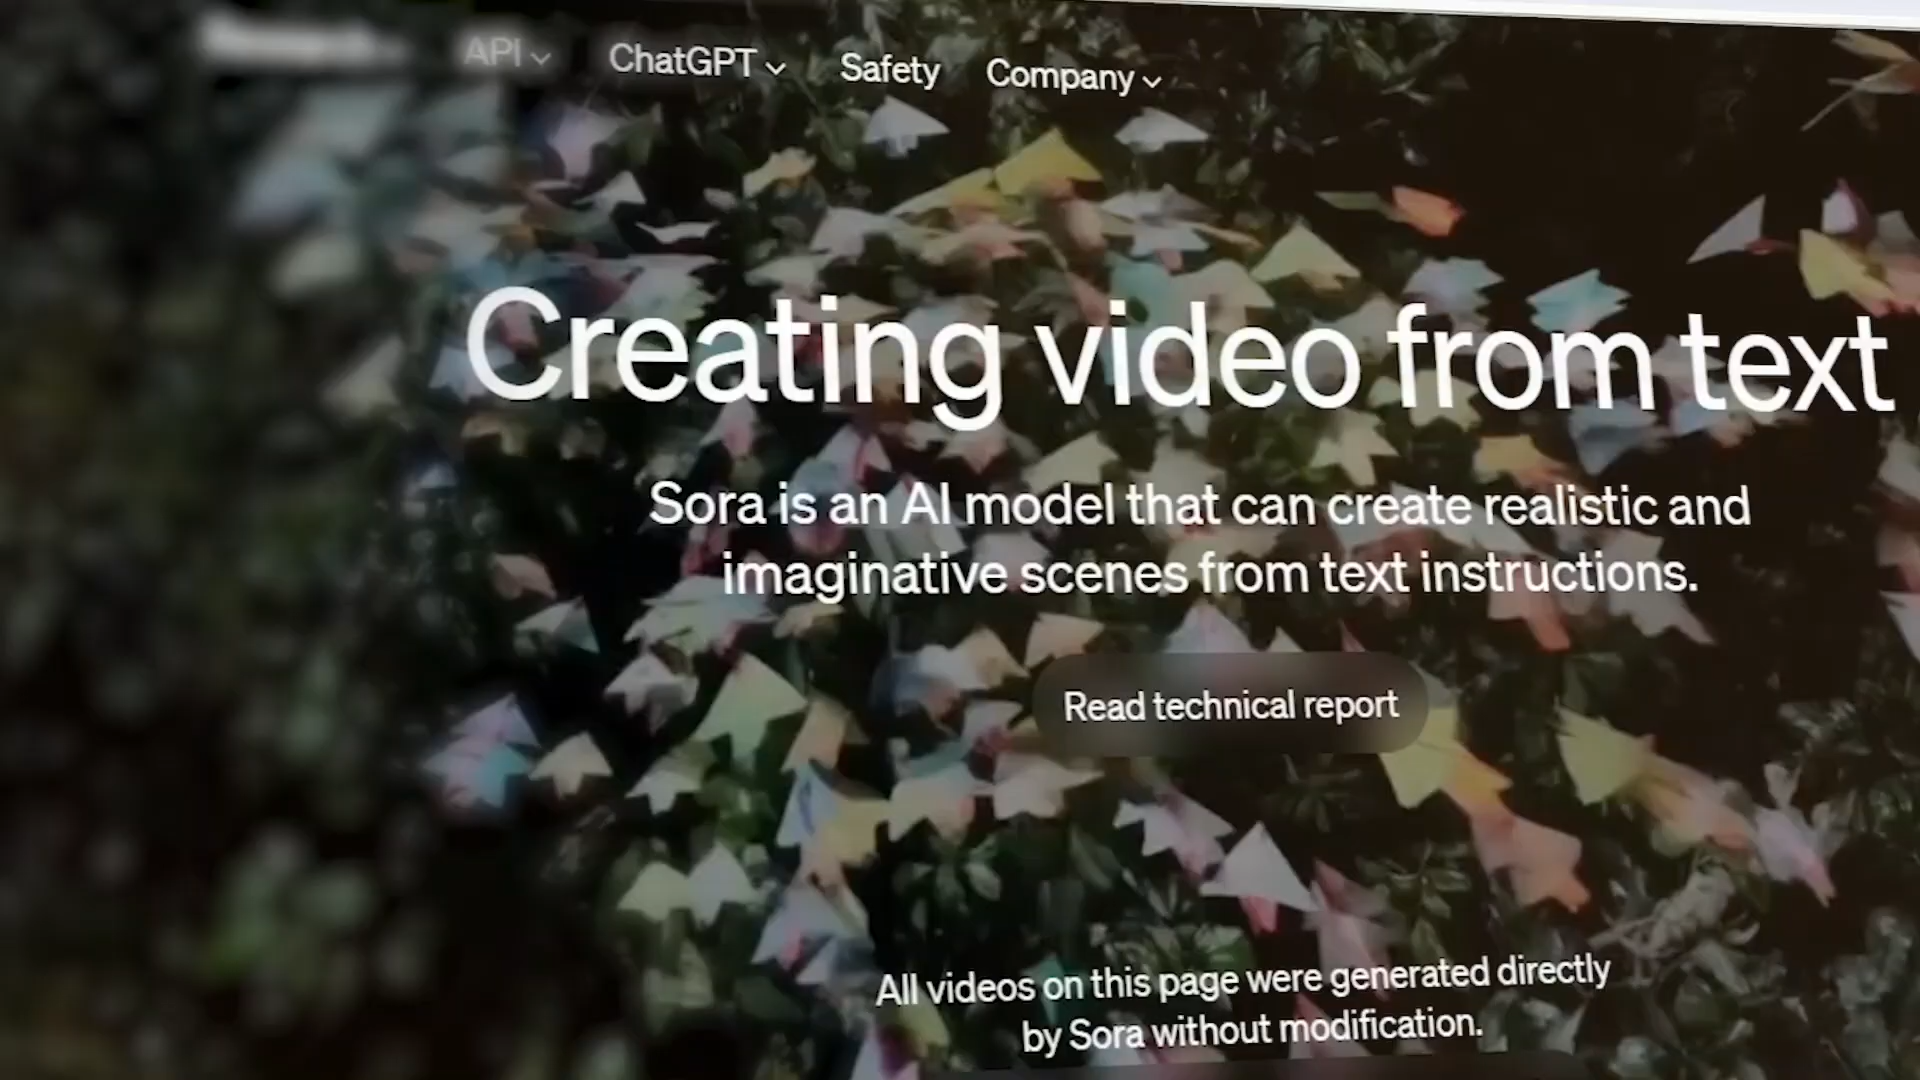 API
ChatGPT
Safety
Company
Creating video from text
Sora is an AI model that can create realistic and
imaginative scenes from text instructions.
Read technical report
All videos on this page were generated directly
by Sora without modification.